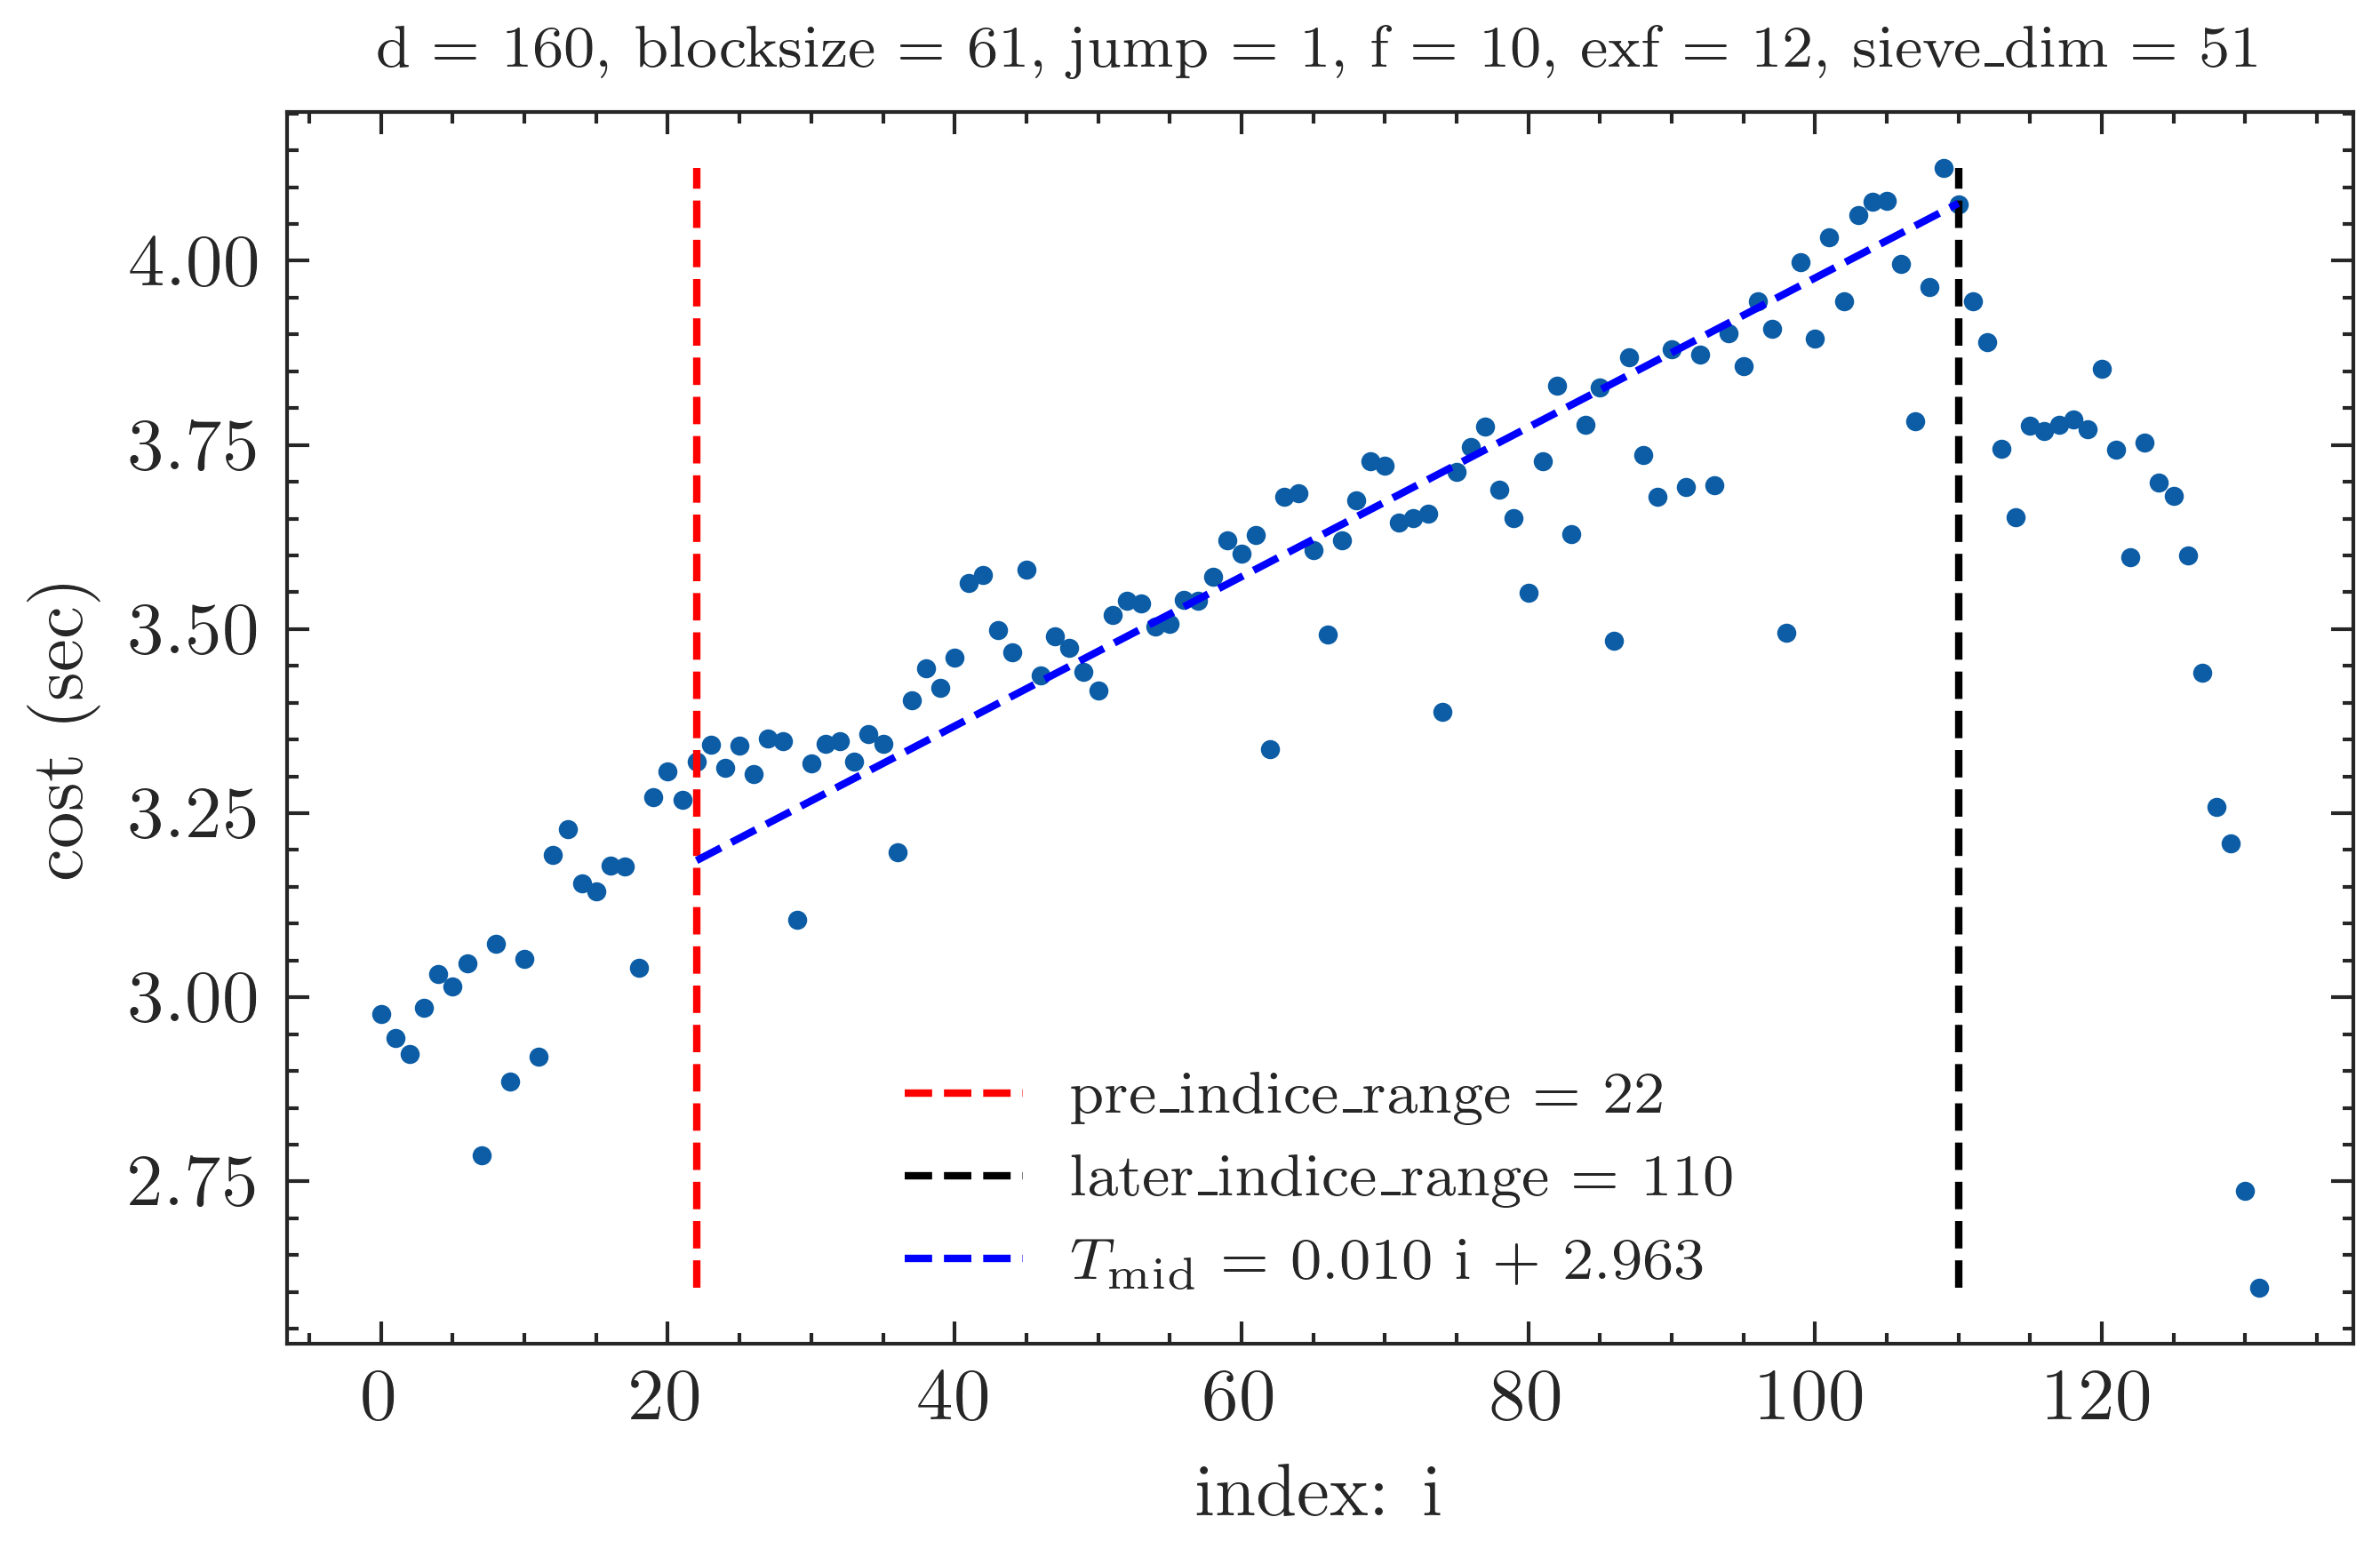 d = 160, blocksize = 61, jump = 1, f = 10, exf = 12, sieve_dim = 51
cost (sec)
4.00
3.75
3.50
3.25
3.00
2.75
pre_indice_range = 22
later_indice_range = 110
T_mid = 0.010 i + 2.963
0 20 40 60 80 100 120
index: i